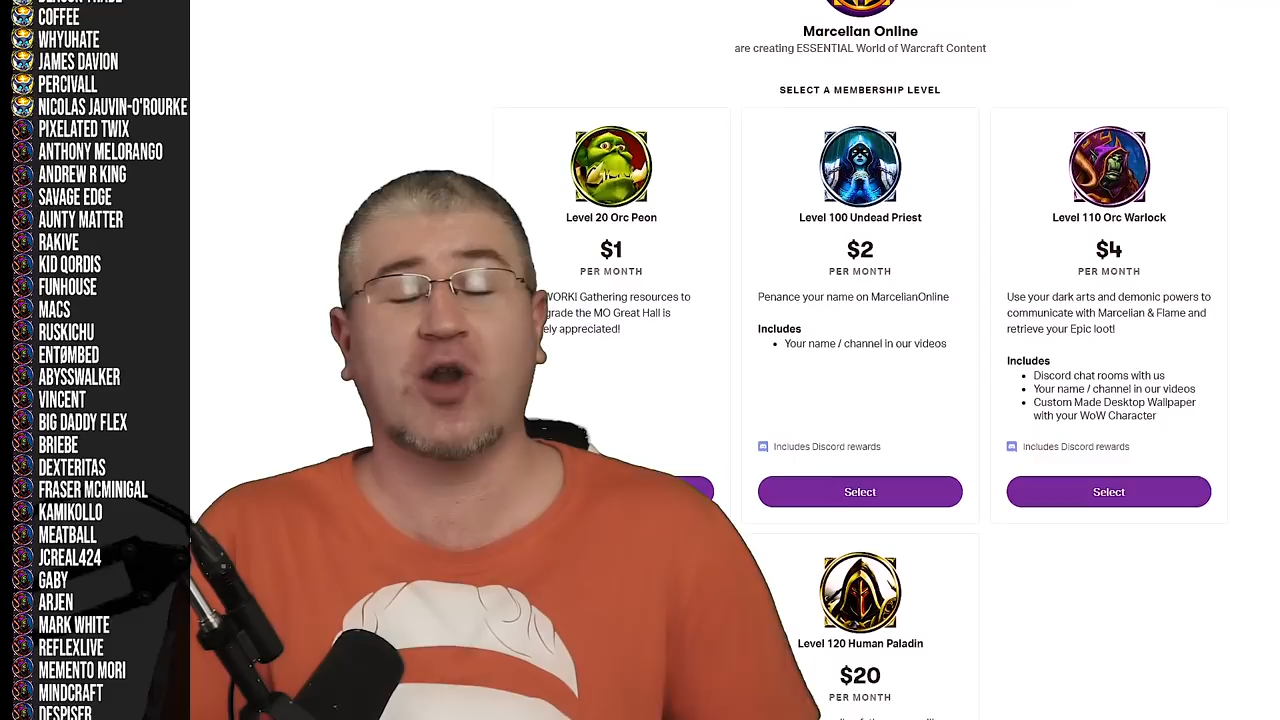 COFFEE
WHYUHATE
JAMES DAVION
PERCIVALL
NICOLAS JAUVIN-O'ROURKE
PIXELATED TWIX
ANTHONY MELORANGO
ANDREW R KING
SAVAGE EDGE
AUNTY MATTER
RAKIVE
KID QORDIS
FUNHOUSE
MACS
RUSKICHU
ENTØMBED
ABYSSWALKER
VINCENT
BIG DADDY FLEX
BRIEBE
DEXTERITAS
FRASER MCMINIGAL
KAMIKOLLO
MEATBALL
JCREAL424
GABY
ARJEN
MARK WHITE
REFLEXLIVE
MEMENTO MORI
MINDCRAFT
DESPISER
Marcelian Online
are creating ESSENTIAL World of Warcraft Content
SELECT A MEMBERSHIP LEVEL
Level 20 Orc Peon
$1
PER MONTH
WORK! Gathering resources to
grade the MO Great Hall is
ely appreciated!
Level 100 Undead Priest
$2
PER MONTH
Penance your name on MarcelianOnline
Includes
• Your name / channel in our videos
Includes Discord rewards
Select
Level 110 Orc Warlock
$4
PER MONTH
Use your dark arts and demonic powers to
communicate with Marcelian & Flame and
retrieve your Epic loot!
Includes
• Discord chat rooms with us
• Your name / channel in our videos
• Custom Made Desktop Wallpaper
with your WoW Character
Includes Discord rewards
Select
Level 120 Human Paladin
$20
PER MONTH